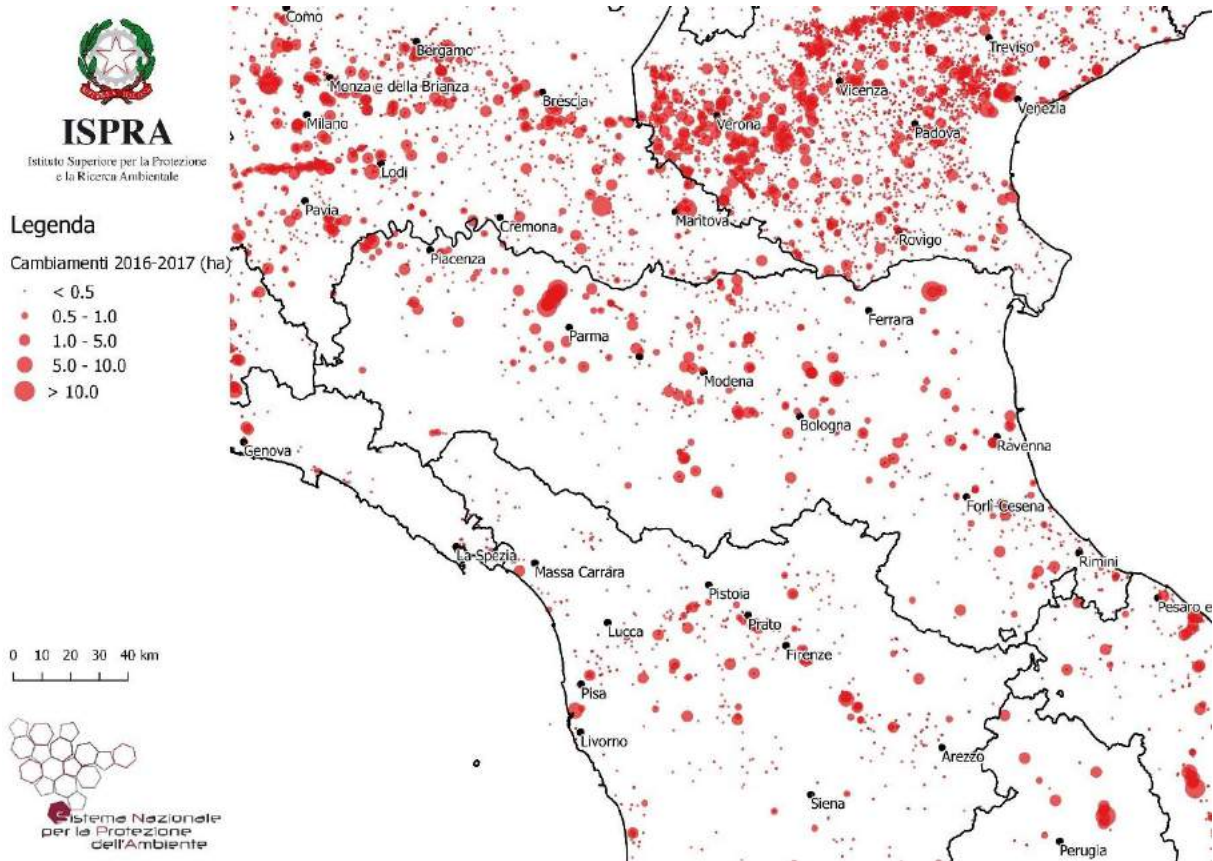 ISPRA
Istituto Superiore per la Protezione
e la Ricerca Ambientale
Legenda
Cambiamenti 2016-2017 (ha)
< 0.5
0.5 - 1.0
1.0 - 5.0
5.0 - 10.0
> 10.0
0 10 20 30 40 km
Sistema Nazionale
per la Protezione
dell'Ambiente
Como
Bergamo
Treviso
Monza e della Brianza
Brescia
Vicenza
Venezia
Milano
Verona
Padova
Lodi
Pavia
Cremona
Mantova
Rovigo
Piacenza
Ferrara
Parma
Modena
Bologna
Genova
Ravenna
Forlì-Cesena
La Spezia
Massa Carrara
Rimini
Pistoia
Pesaro e
Prato
Lucca
Firenze
Pisa
Livorno
Arezzo
Siena
Perugia